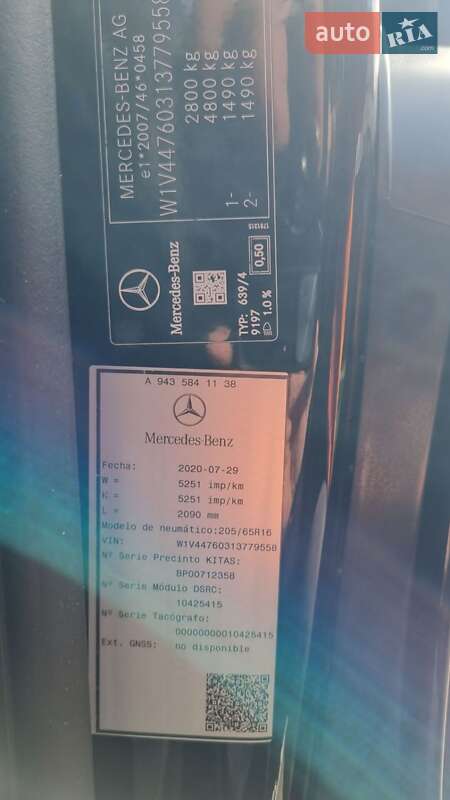 auto RIA.com
MERCEDES-BENZ AG
e1*2007/46*0458
W1V44760313779558
2800 kg
4800 kg
1- 1490 kg
2- 1490 kg
1781215
Mercedes-Benz
TYP: 639/4
9197
1.0 %
0,50
A 943 584 11 38
Mercedes-Benz
Fecha: 2020-07-29
W = 5251 imp/km
K = 5251 imp/km
L = 2090 mm
Modelo de neumático:205/65R16
VIN: W1V44760313779558
Nº Serie Precinto KITAS:
BP00712358
Nº Serie Módulo DSRC:
10425415
Nº Serie Tacógrafo:
00000000010425415
Ext. GNSS: no disponible